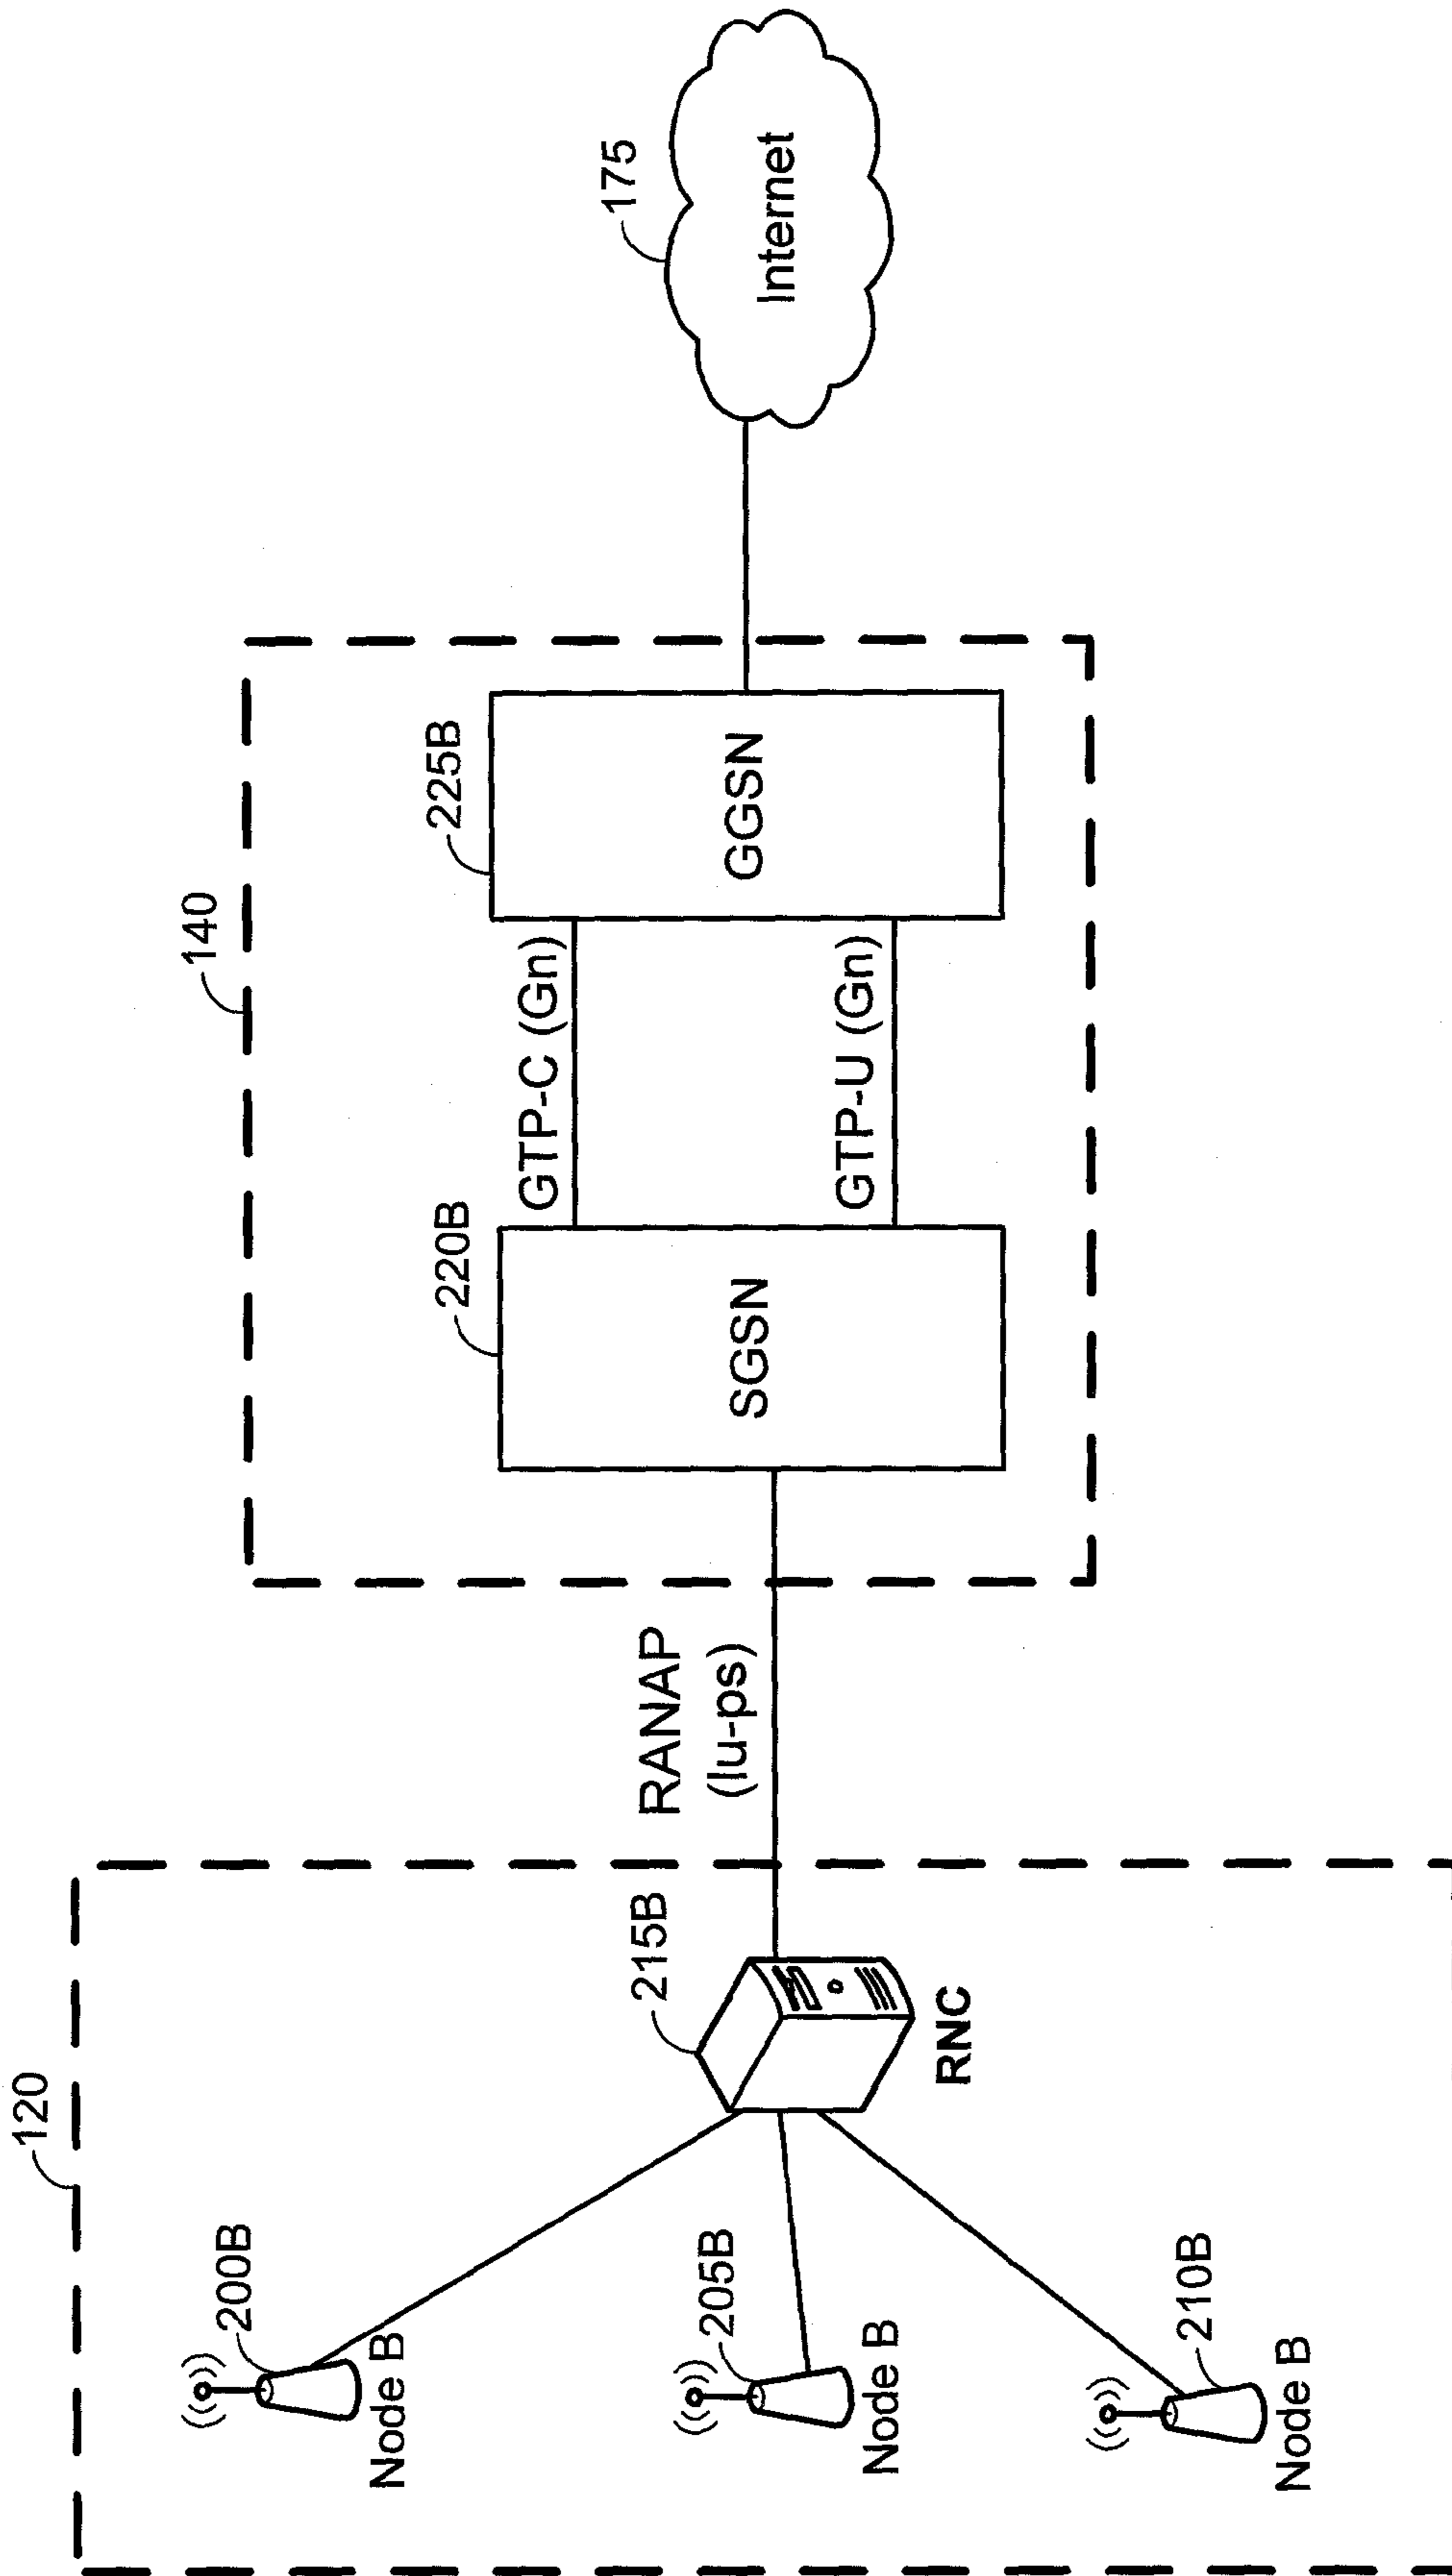 120
200B
Node B
205B
Node B
210B
Node B
215B
RNC
RANAP
(Iu-ps)
140
220B
SGSN
GTP-C (Gn)
GTP-U (Gn)
225B
GGSN
175
Internet